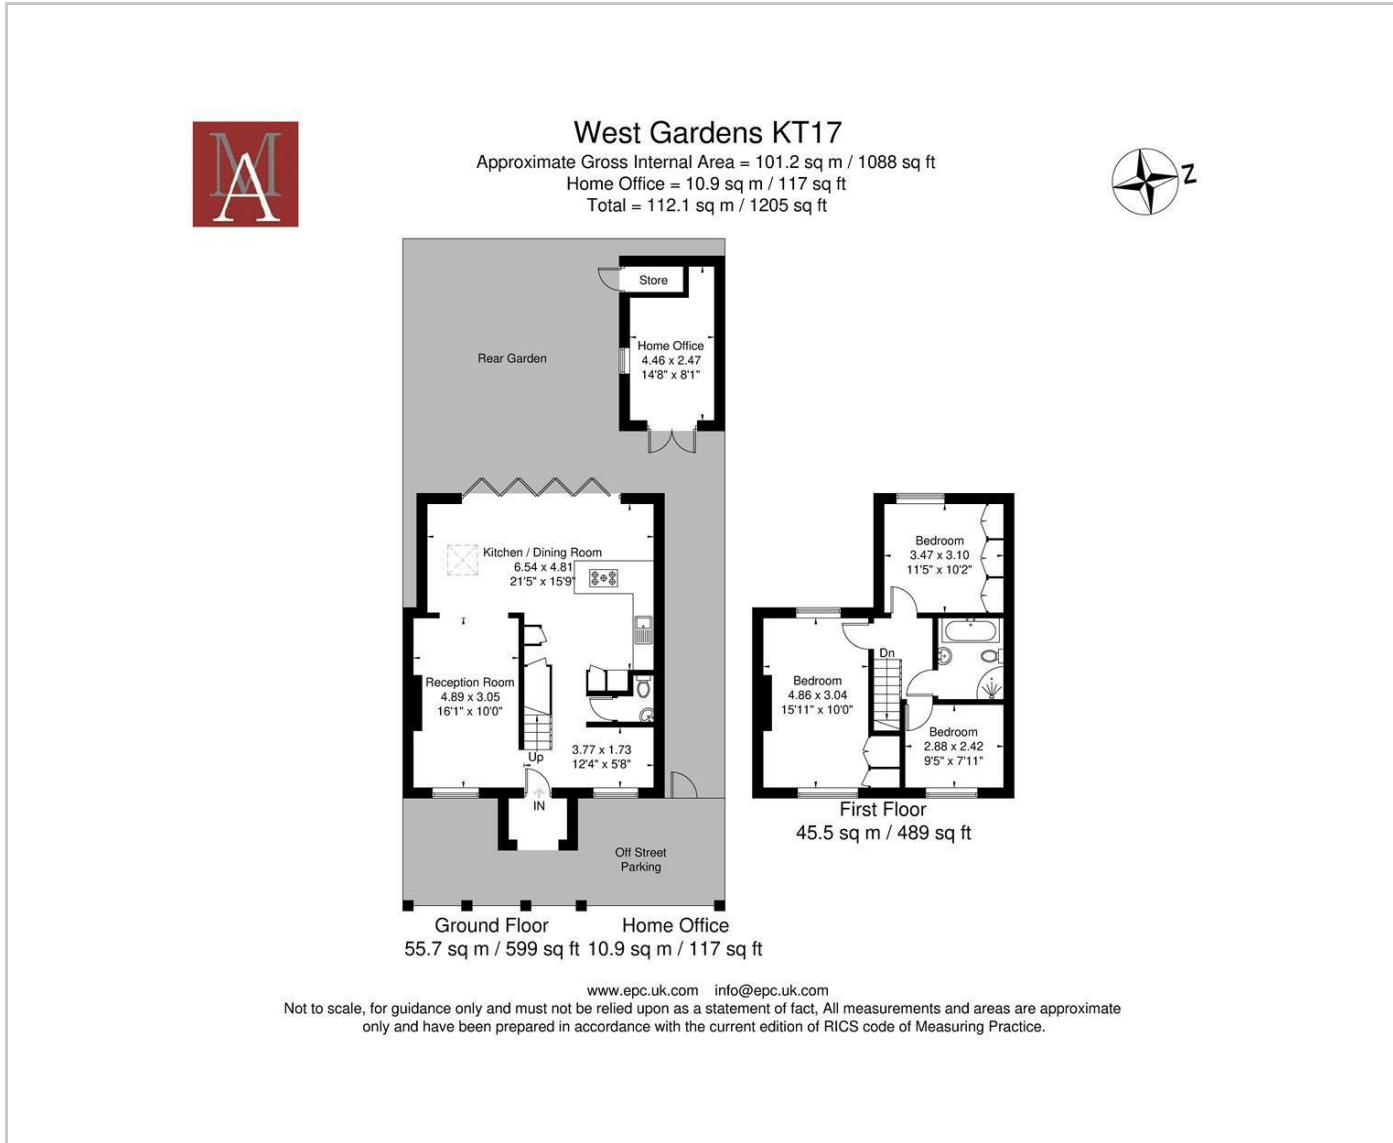 MA
West Gardens KT17
Approximate Gross Internal Area = 101.2 sq m / 1088 sq ft
Home Office = 10.9 sq m / 117 sq ft
Total = 112.1 sq m / 1205 sq ft
Z
Store
Home Office
4.46 x 2.47
14'8" x 8'1"
Rear Garden
Kitchen / Dining Room
6.54 x 4.81
21'5" x 15'9"
Reception Room
4.89 x 3.05
16'1" x 10'0"
Up
3.77 x 1.73
12'4" x 5'8"
IN
Off Street
Parking
Ground Floor
55.7 sq m / 599 sq ft
Home Office
10.9 sq m / 117 sq ft
Bedroom
3.47 x 3.10
11'5" x 10'2"
Dn
Bedroom
4.86 x 3.04
15'11" x 10'0"
Bedroom
2.88 x 2.42
9'5" x 7'11"
First Floor
45.5 sq m / 489 sq ft
www.epc.uk.com info@epc.uk.com
Not to scale, for guidance only and must not be relied upon as a statement of fact, All measurements and areas are approximate
only and have been prepared in accordance with the current edition of RICS code of Measuring Practice.